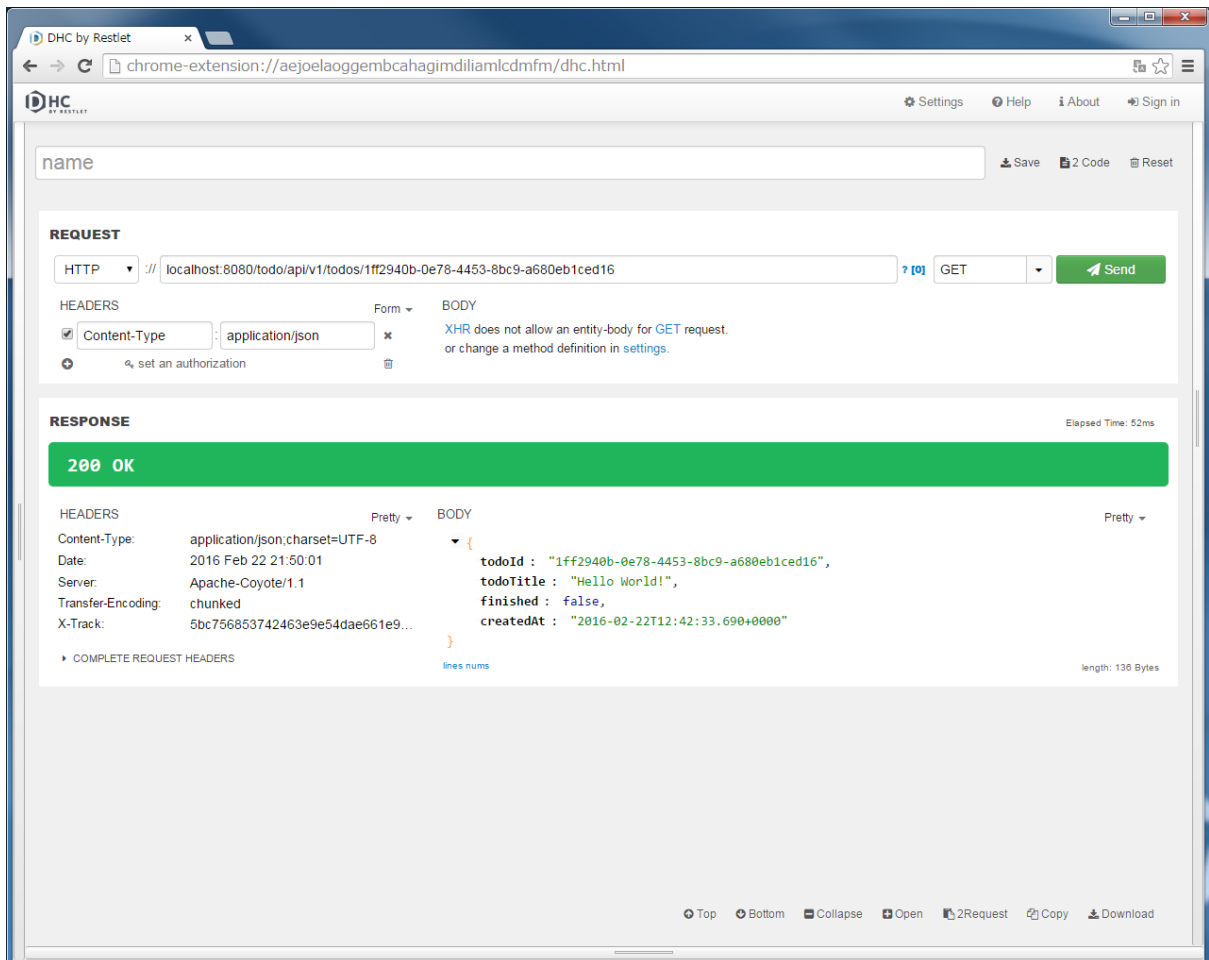 DHC by Restlet
chrome-extension://aejoelaoggembcahagimdiliamlcdmfm/dhc.html
DHC BY RESTLET Settings Help About Sign in
name Save 2 Code Reset
REQUEST
HTTP :// localhost:8080/todo/api/v1/todos/1ff2940b-0e78-4453-8bc9-a680eb1ced16 ? [0] GET Send
HEADERS Form BODY
Content-Type : application/json XHR does not allow an entity-body for GET request.
or change a method definition in settings.
set an authorization
RESPONSE Elapsed Time: 52ms
200 OK
HEADERS Pretty BODY Pretty
Content-Type: application/json;charset=UTF-8 {
Date: 2016 Feb 22 21:50:01 todoId : "1ff2940b-0e78-4453-8bc9-a680eb1ced16",
Server: Apache-Coyote/1.1 todoTitle : "Hello World!",
Transfer-Encoding: chunked finished : false,
X-Track: 5bc756853742463e9e54dae661e9... createdAt : "2016-02-22T12:42:33.690+0000"
}
COMPLETE REQUEST HEADERS lines nums length: 136 Bytes
Top Bottom Collapse Open 2Request Copy Download